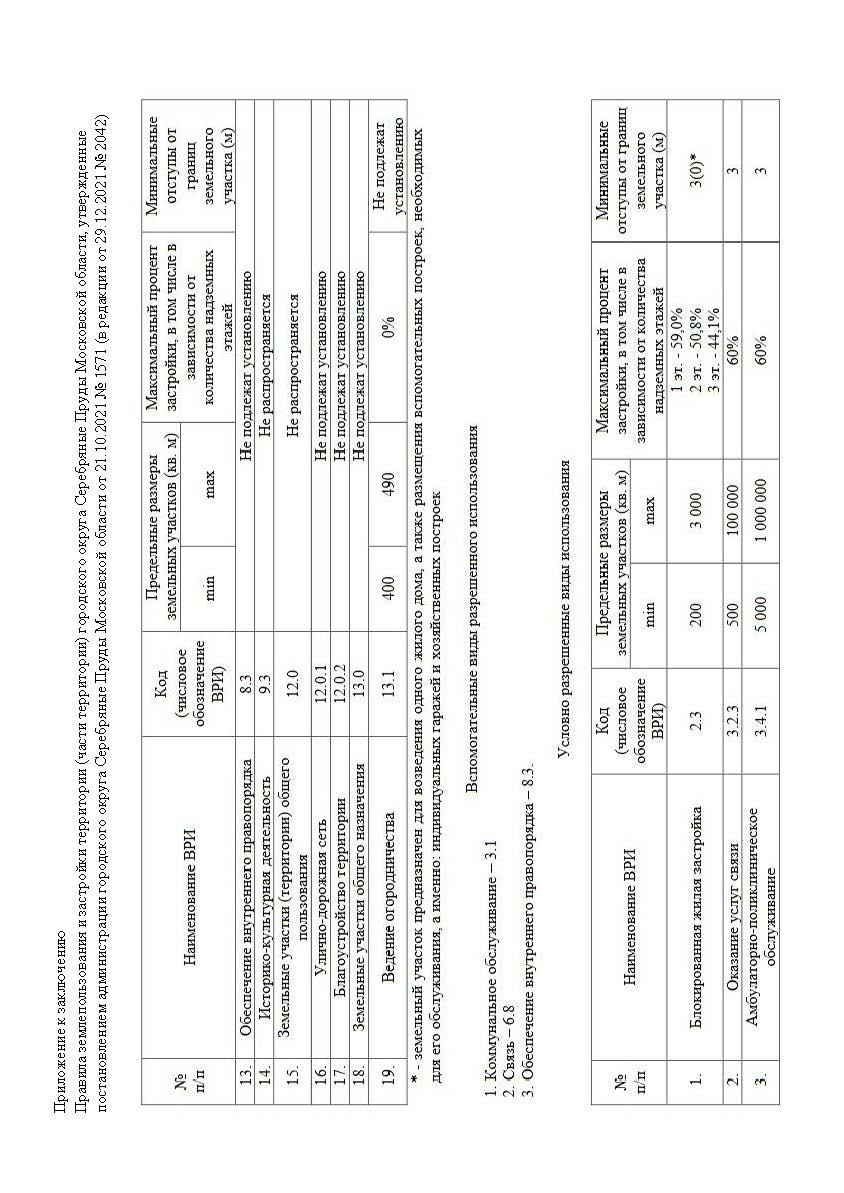 Приложение к заключению
Правила землепользования и застройки территории (части территории) городского округа Серебряные Пруды Московской области, утвержденные
постановлением администрации городского округа Серебряные Пруды Московской области от 21.10.2021 № 1571 (в редакции от 29.12.2021 № 2042)
№ п/п Наименование ВРИ Код (числовое обозначение ВРИ) Предельные размеры земельных участков (кв. м) min max Максимальный процент застройки, в том числе в зависимости от количества надземных этажей Минимальные отступы от границ земельного участка (м)
13. Обеспечение внутреннего правопорядка 8.3 Не подлежат установлению
14. Историко-культурная деятельность 9.3 Не распространяется
15. Земельные участки (территории) общего пользования 12.0 Не распространяется
16. Улично-дорожная сеть 12.0.1 Не подлежат установлению
17. Благоустройство территории 12.0.2 Не подлежат установлению
18. Земельные участки общего назначения 13.0 Не подлежат установлению
19. Ведение огородничества 13.1 400 490 0% Не подлежат установлению
* - земельный участок предназначен для возведения одного жилого дома, а также размещения вспомогательных построек, необходимых
для его обслуживания, а именно: индивидуальных гаражей и хозяйственных построек
Вспомогательные виды разрешенного использования
1. Коммунальное обслуживание – 3.1
2. Связь – 6.8
3. Обеспечение внутреннего правопорядка – 8.3.
Условно разрешенные виды использования
№ п/п Наименование ВРИ Код (числовое обозначение ВРИ) Предельные размеры земельных участков (кв. м) min max Максимальный процент застройки, в том числе в зависимости от количества надземных этажей Минимальные отступы от границ земельного участка (м)
1. Блокированная жилая застройка 2.3 200 3 000 1 эт. - 59,0% 2 эт. - 50,8% 3 эт. - 44,1% 3(0)*
2. Оказание услуг связи 3.2.3 500 100 000 60% 3
3. Амбулаторно-поликлиническое обслуживание 3.4.1 5 000 1 000 000 60% 3